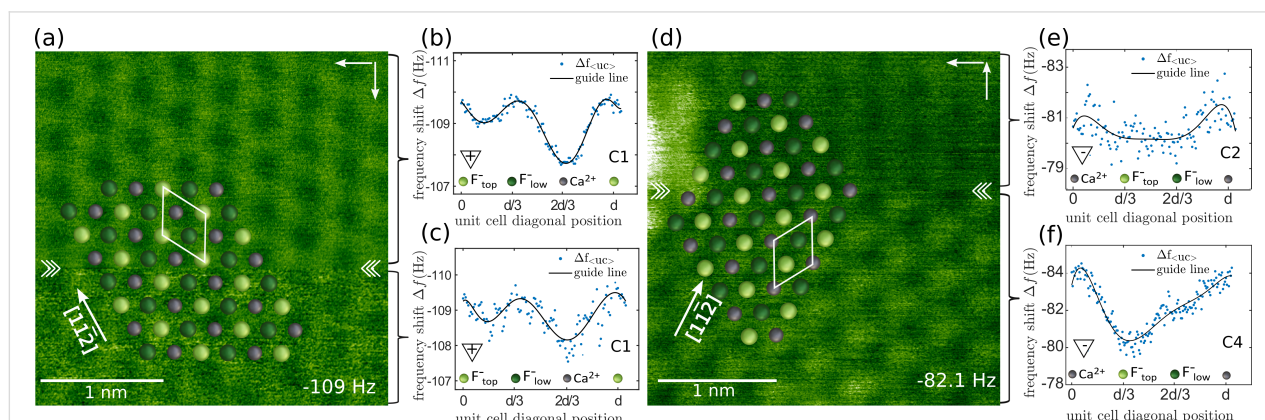 (a)
[11̄2̄]
1 nm
-109 Hz
(b)
frequency shift Δf (Hz)
-111
-109
-107
Δf<uc>
guide line
+
C1
F⁻top
F⁻low
Ca²⁺
0
d/3
2d/3
d
unit cell diagonal position
(c)
frequency shift Δf (Hz)
-110
-109
-108
-107
Δf<uc>
guide line
+
C1
F⁻top
F⁻low
Ca²⁺
0
d/3
2d/3
d
unit cell diagonal position
(d)
[112̄]
1 nm
-82.1 Hz
(e)
frequency shift Δf (Hz)
-83
-81
-79
Δf<uc>
guide line
-
C2
Ca²⁺
F⁻top
F⁻low
0
d/3
2d/3
d
unit cell diagonal position
(f)
frequency shift Δf (Hz)
-84
-82
-80
-78
Δf<uc>
guide line
-
C4
Ca²⁺
F⁻top
F⁻low
0
d/3
2d/3
d
unit cell diagonal position